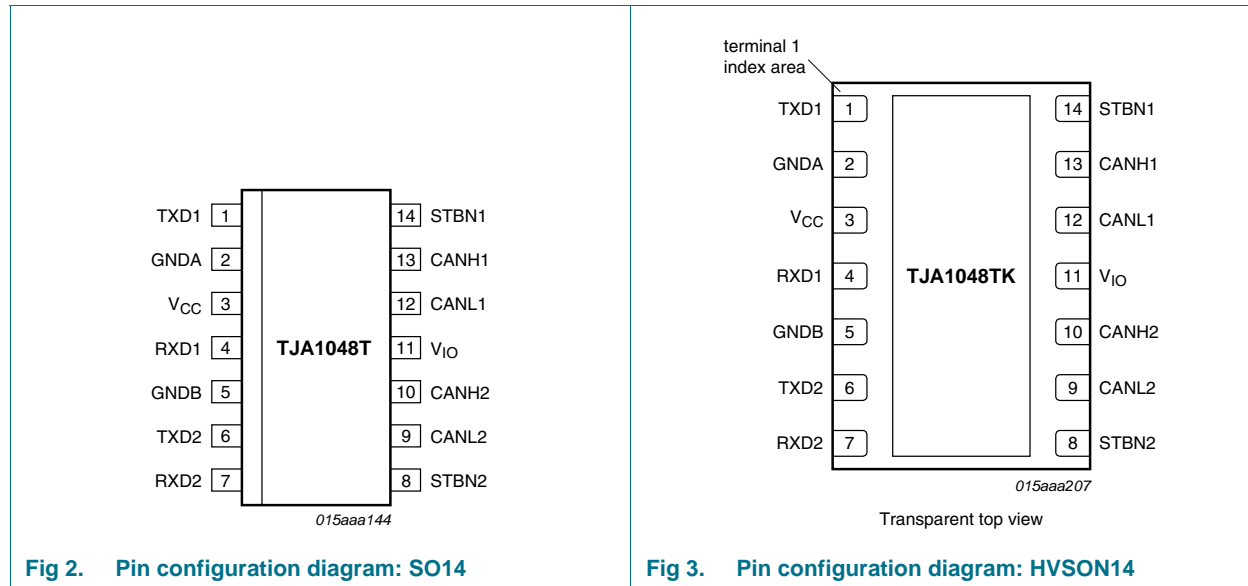 TXD1 1 14 STBN1
GNDA 2 13 CANH1
VCC 3 12 CANL1
RXD1 4 TJA1048T 11 VIO
GNDB 5 10 CANH2
TXD2 6 9 CANL2
RXD2 7 8 STBN2
015aaa144
Fig 2. Pin configuration diagram: SO14
terminal 1
index area
TXD1 1 14 STBN1
GNDA 2 13 CANH1
VCC 3 12 CANL1
RXD1 4 TJA1048TK 11 VIO
GNDB 5 10 CANH2
TXD2 6 9 CANL2
RXD2 7 8 STBN2
015aaa207
Transparent top view
Fig 3. Pin configuration diagram: HVSON14